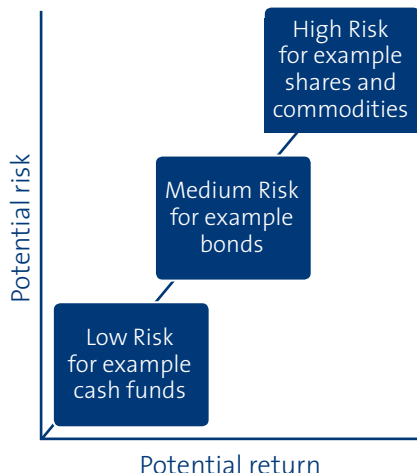 High Risk
for example
shares and
commodities
Medium Risk
for example
bonds
Low Risk
for example
cash funds
Potential risk
Potential return